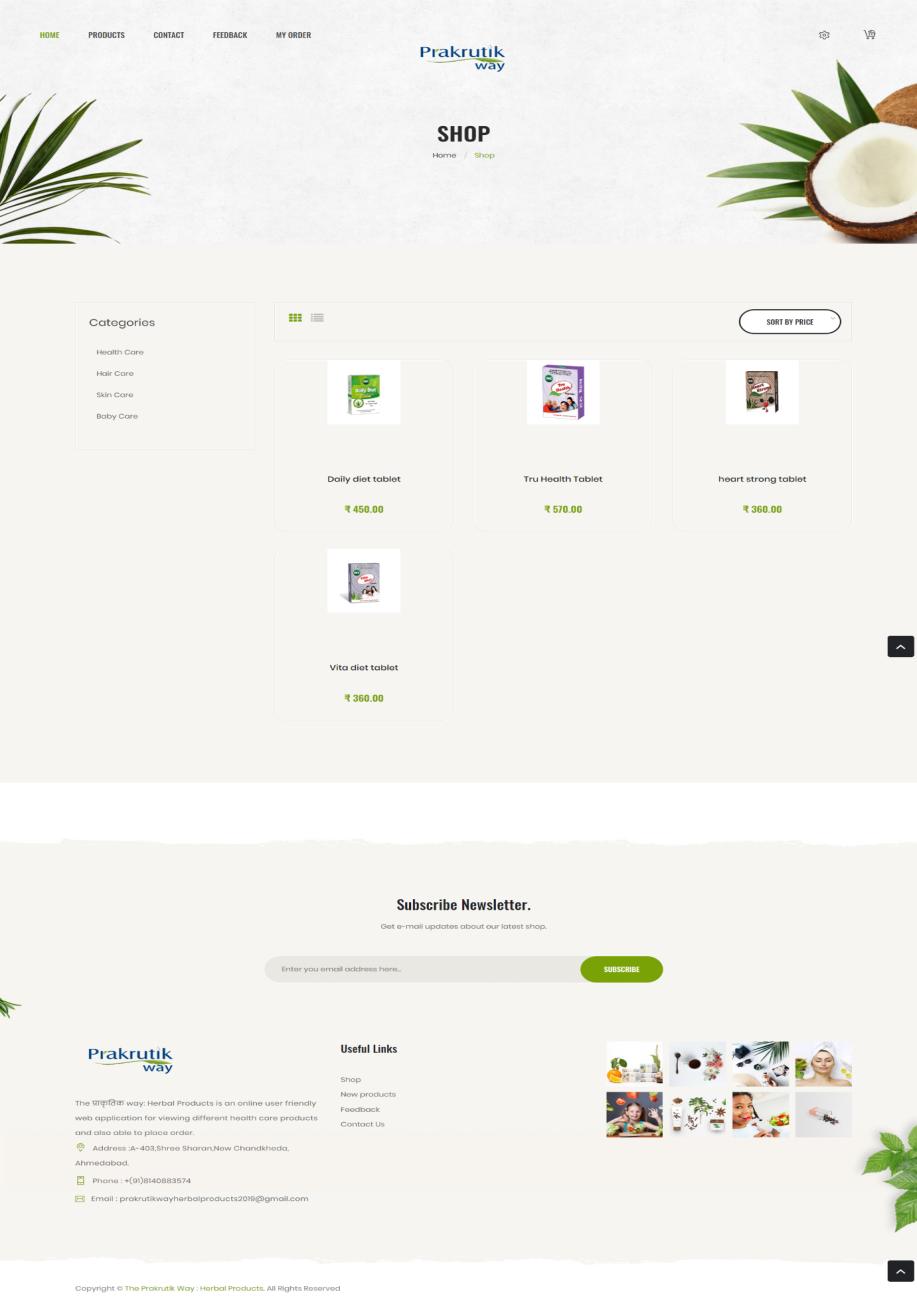 HOME PRODUCTS CONTACT FEEDBACK MY ORDER
Prakrutik
way
SHOP
Home / Shop
Categories
Health Care
Hair Care
Skin Care
Baby Care
SORT BY PRICE
Daily diet tablet
₹ 450.00
Tru Health Tablet
₹ 570.00
heart strong tablet
₹ 360.00
Vita diet tablet
₹ 360.00
Subscribe Newsletter.
Get e-mail updates about our latest shop.
Enter you email address here...
SUBSCRIBE
Prakrutik
way
The प्राकृतिक way: Herbal Products is an online user friendly
web application for viewing different health care products
and also able to place order.
Address :A-403,Shree Sharan,New Chandkheda,
Ahmedabad.
Phone : +(91)8140883574
Email : prakrutikwayherbalproducts2019@gmail.com
Useful Links
Shop
New products
Feedback
Contact Us
Copyright © The Prakrutik Way : Herbal Products. All Rights Reserved